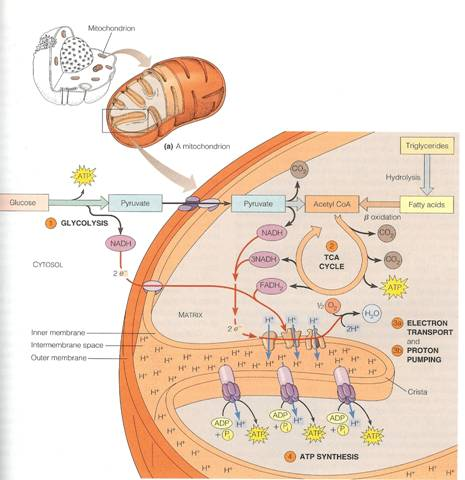 Mitochondrion
(a) A mitochondrion
Triglycerides
Hydrolysis
ATP
CO₂
Glucose
Pyruvate
Pyruvate
Acetyl CoA
Fatty acids
1 GLYCOLYSIS
β oxidation
NADH
NADH
CO₂
2
TCA
CYCLE
3NADH
CO₂
CYTOSOL
2 e⁻
FADH₂
ATP
MATRIX
½ O₂
H₂O
2 e⁻
H⁺ H⁺ H⁺
2H⁺
3a ELECTRON
TRANSPORT
and
3b PROTON
PUMPING
Inner membrane
Intermembrane space
Outer membrane
H⁺ H⁺ H⁺ H⁺ H⁺ H⁺
Crista
ADP
+ Pi
H⁺
ATP
ADP
+ Pi
H⁺
ATP
ADP
+ Pi
H⁺
ATP
4 ATP SYNTHESIS
H⁺ H⁺ H⁺ H⁺